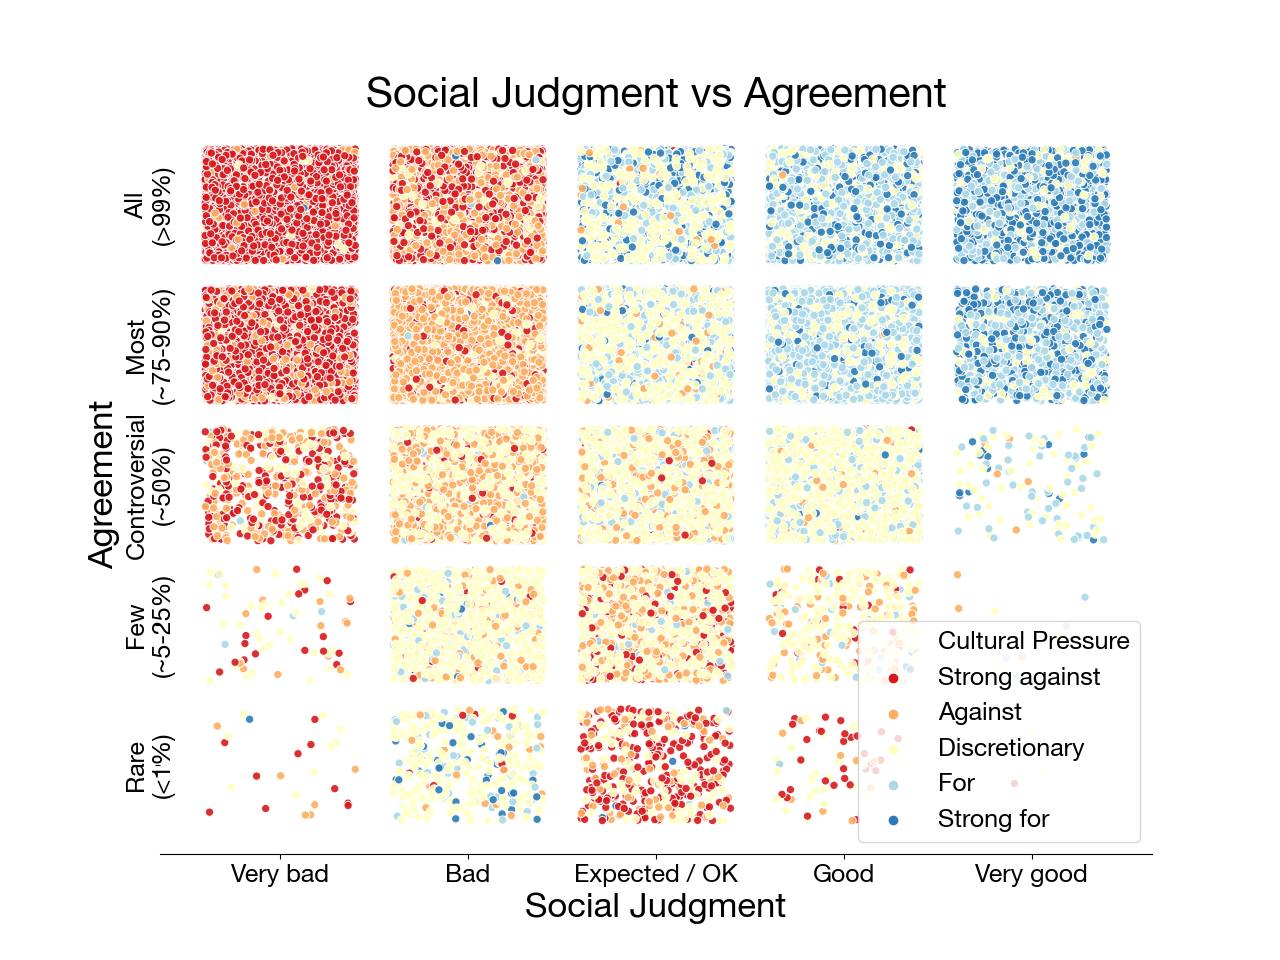 Social Judgment vs Agreement
Agreement
All
(>99%)
Most
(~75-90%)
Controversial
(~50%)
Few
(~5-25%)
Rare
(<1%)
Cultural Pressure
Strong against
Against
Discretionary
For
Strong for
Very bad
Bad
Expected / OK
Good
Very good
Social Judgment